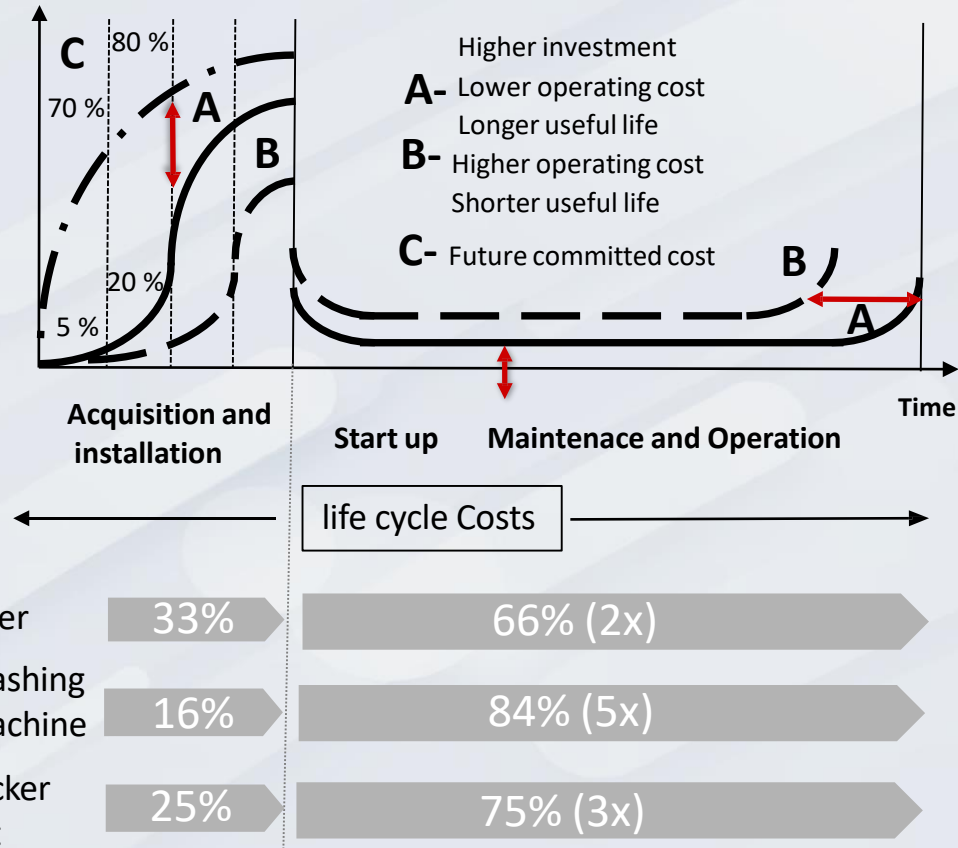 C
80 %
70 %
A
B
20 %
5 %
Higher investment
A- Lower operating cost
Longer useful life
B- Higher operating cost
Shorter useful life
C- Future committed cost
B
A
Time
Acquisition and
installation
Start up
Maintenace and Operation
life cycle Costs
er
33%
66% (2x)
ashing
achine
16%
84% (5x)
cker
25%
75% (3x)